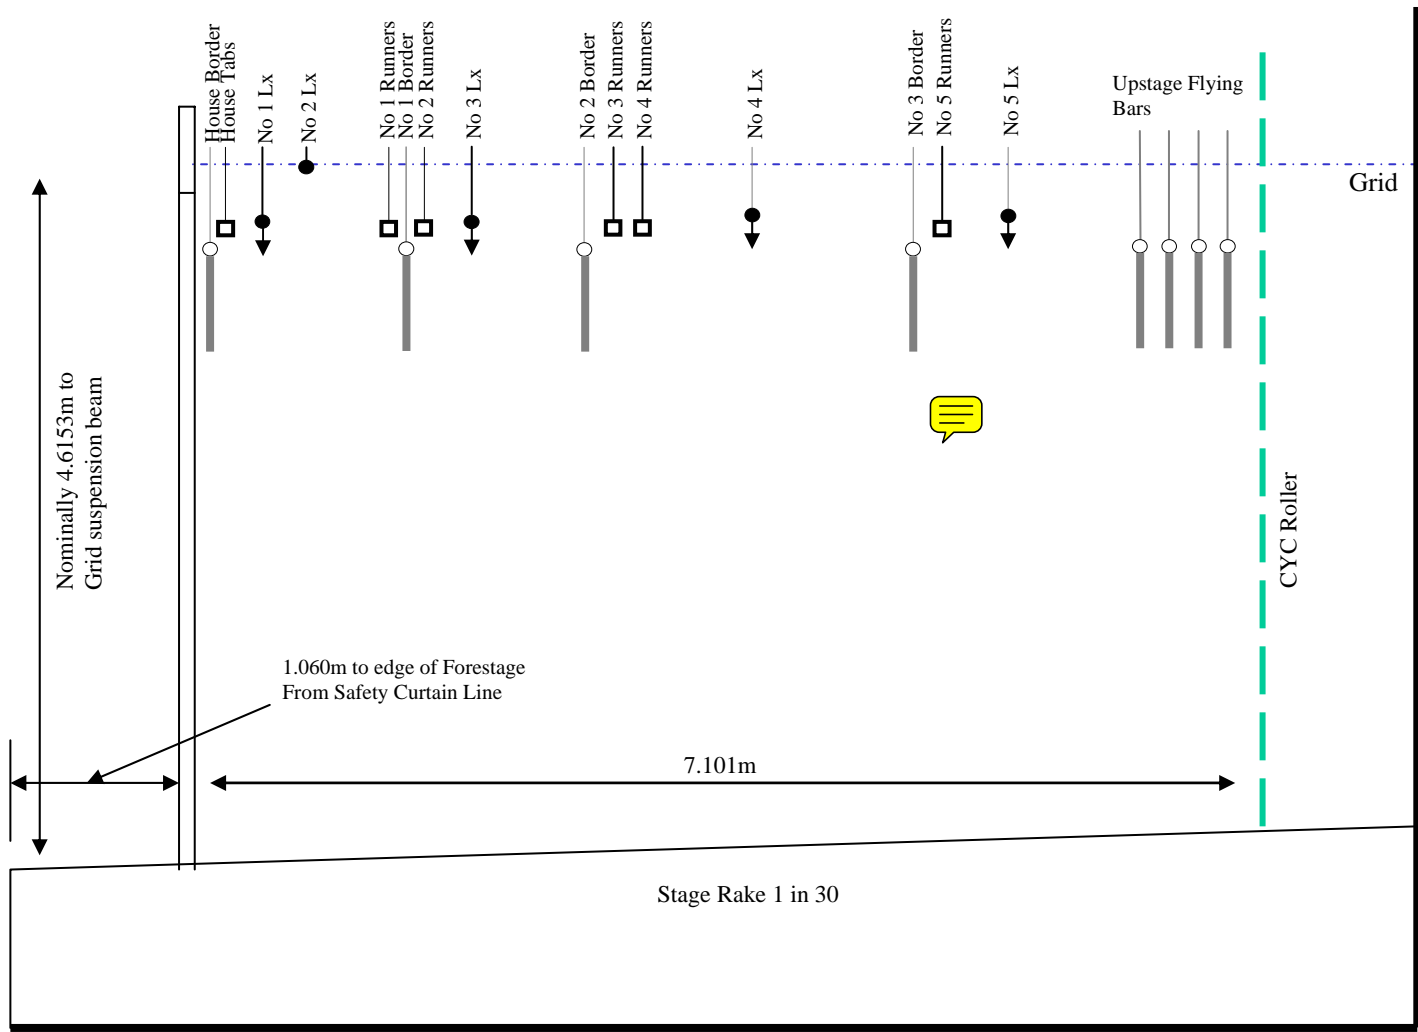 House Border
House Tabs
No 1 Lx
No 2 Lx
No 1 Runners
No 1 Border
No 2 Runners
No 3 Lx
No 2 Border
No 3 Runners
No 4 Runners
No 4 Lx
No 3 Border
No 5 Runners
No 5 Lx
Upstage Flying
Bars
Grid
Nominally 4.6153m to
Grid suspension beam
CYC Roller
1.060m to edge of Forestage
From Safety Curtain Line
7.101m
Stage Rake 1 in 30